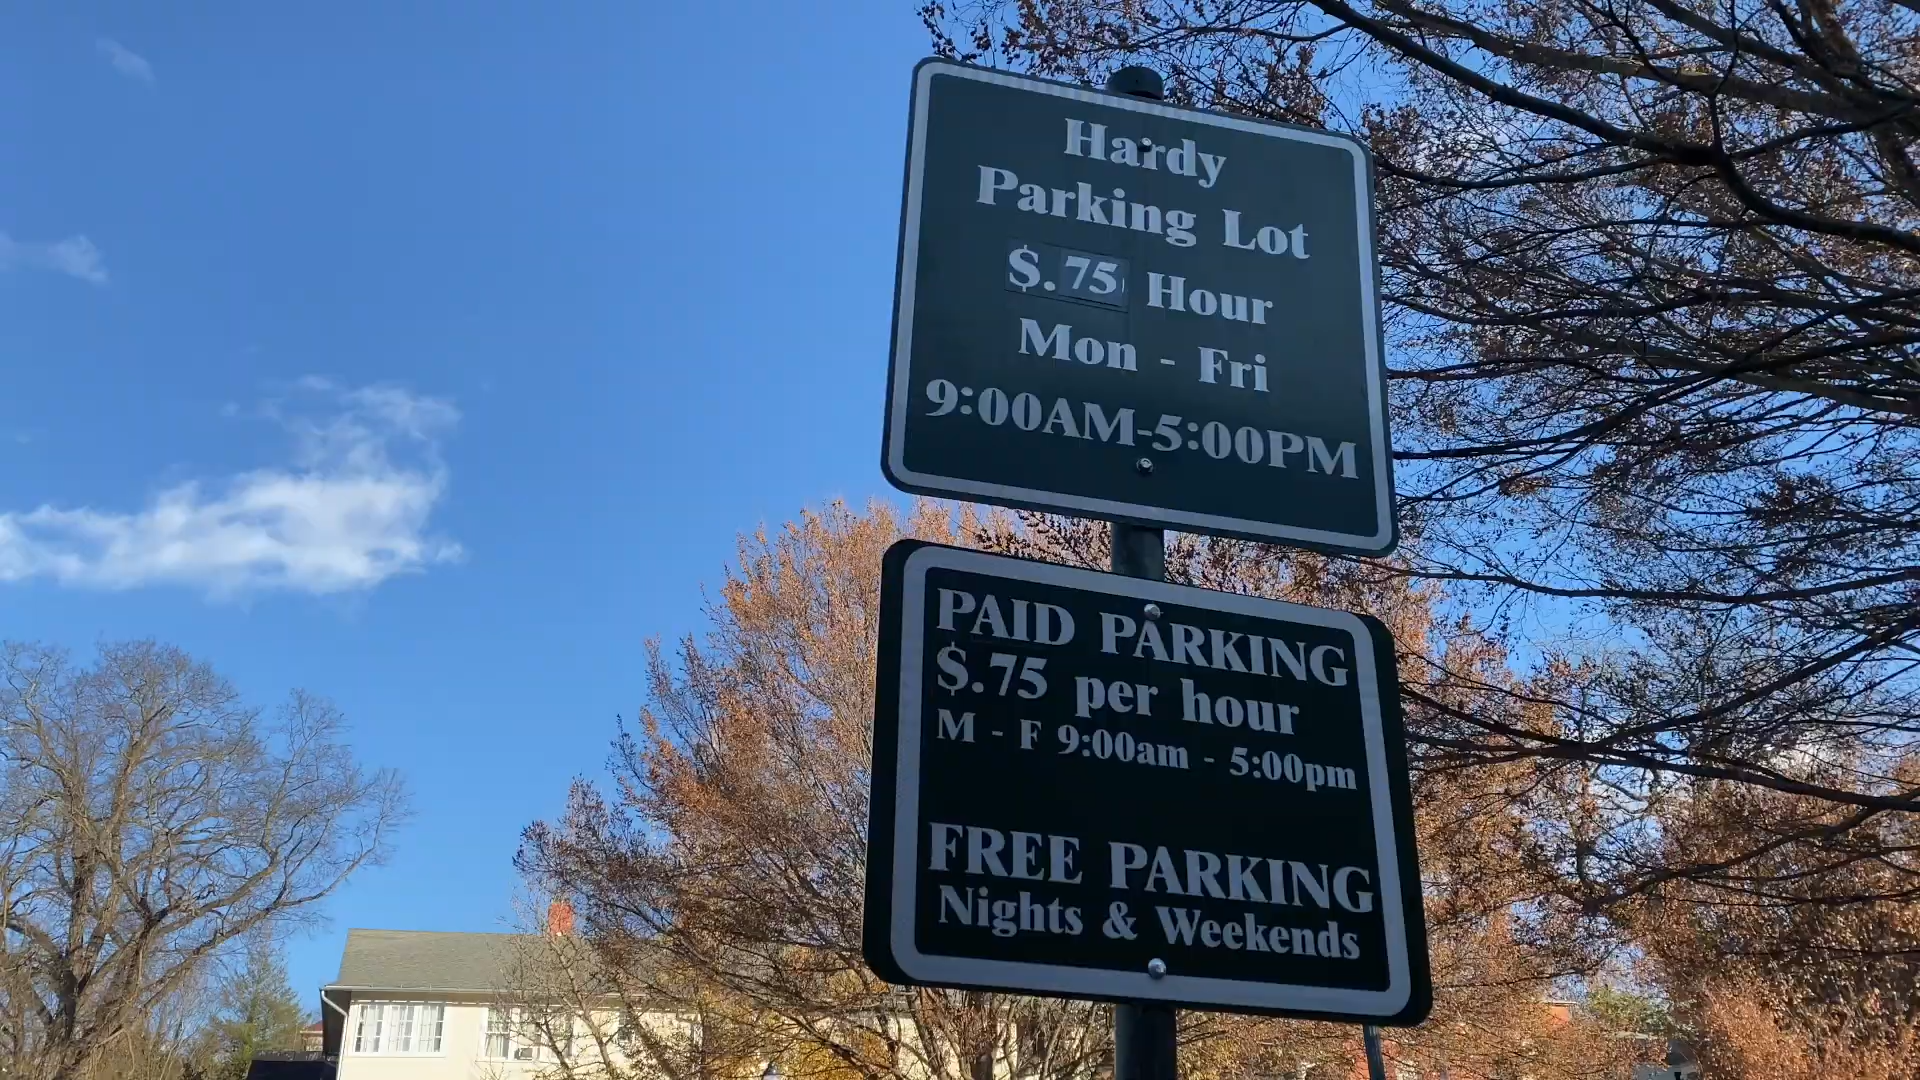 Hardy
Parking Lot
$.75 Hour
Mon - Fri
9:00AM-5:00PM
PAID PARKING
$.75 per hour
M - F 9:00am - 5:00pm
FREE PARKING
Nights & Weekends